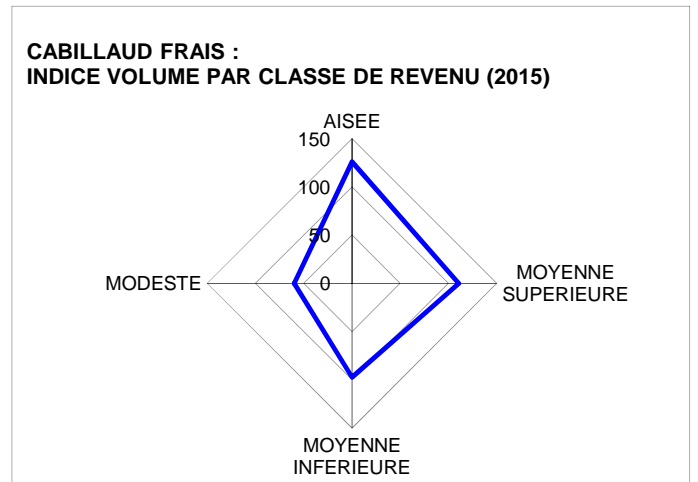 CABILLAUD FRAIS :
INDICE VOLUME PAR CLASSE DE REVENU (2015)
AISEE
150
100
50
0
MODESTE
MOYENNE
SUPERIEURE
MOYENNE
INFERIEURE